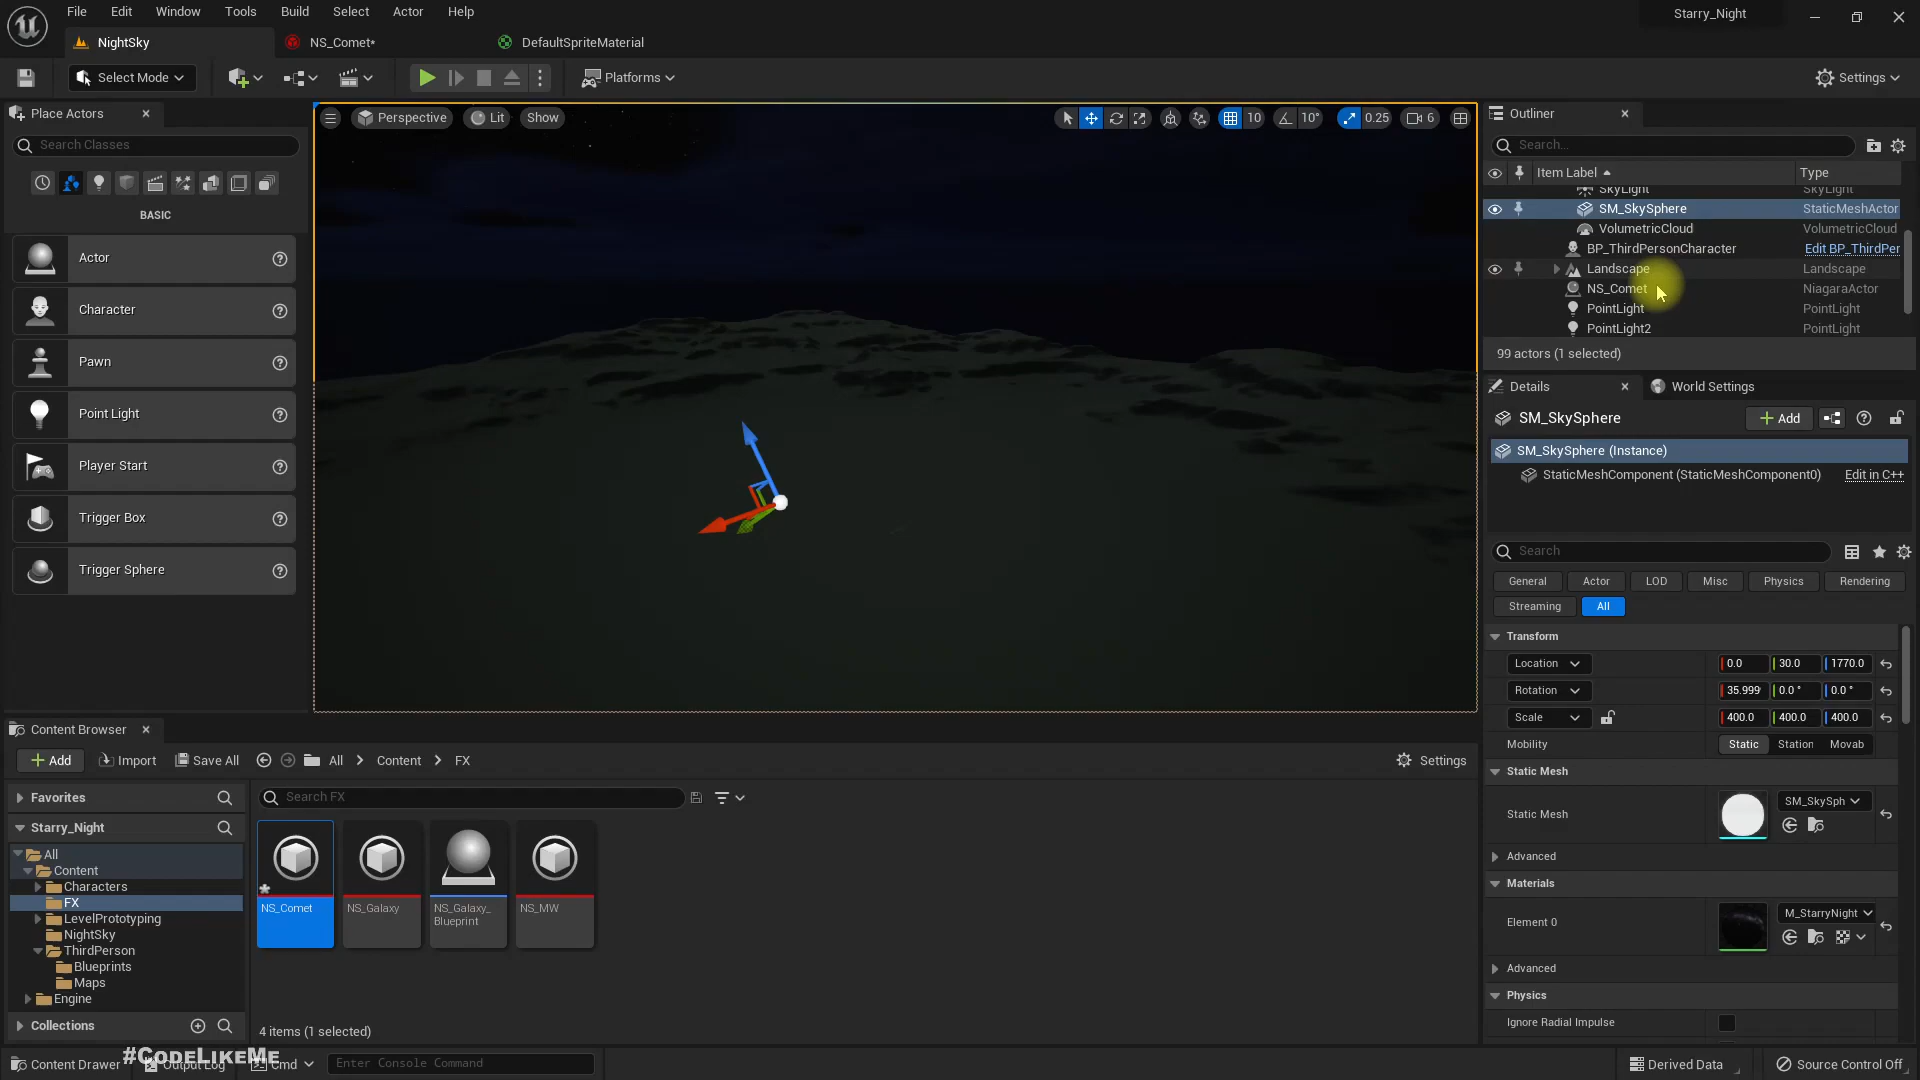 File Edit Window Tools Build Select Actor Help
Starry_Night
NightSky NS_Comet* DefaultSpriteMaterial
Select Mode Platforms Settings
Place Actors
Search Classes
BASIC
Actor
Character
Pawn
Point Light
Player Start
Trigger Box
Trigger Sphere
Perspective Lit Show 10 10° 0.25 6
Outliner
Search...
Item Label Type
SkyLight SkyLight
SM_SkySphere StaticMeshActor
VolumetricCloud VolumetricCloud
BP_ThirdPersonCharacter Edit BP_ThirdPer
Landscape Landscape
NS_Comet NiagaraActor
PointLight PointLight
PointLight2 PointLight
99 actors (1 selected)
Details World Settings
SM_SkySphere Add
SM_SkySphere (Instance)
StaticMeshComponent (StaticMeshComponent0) Edit in C++
Search
General Actor LOD Misc Physics Rendering
Streaming All
Transform
Location 0.0 30.0 1770.0
Rotation 35.999 0.0 ° 0.0 °
Scale 400.0 400.0 400.0
Mobility Static Station Movab
Static Mesh
Static Mesh SM_SkySph
Advanced
Materials
Element 0 M_StarryNight
Advanced
Physics
Ignore Radial Impulse
Content Browser
Add Import Save All All Content FX Settings
Favorites
Search FX
Starry_Night
All
Content
Characters
FX
LevelPrototyping
NightSky
ThirdPerson
Blueprints
Maps
Engine
Collections
NS_Comet NS_Galaxy NS_Galaxy_ NS_MW
Blueprint
4 items (1 selected)
#CodeLikeMe
Content Drawer Output Log Cmd Enter Console Command Derived Data Source Control Off